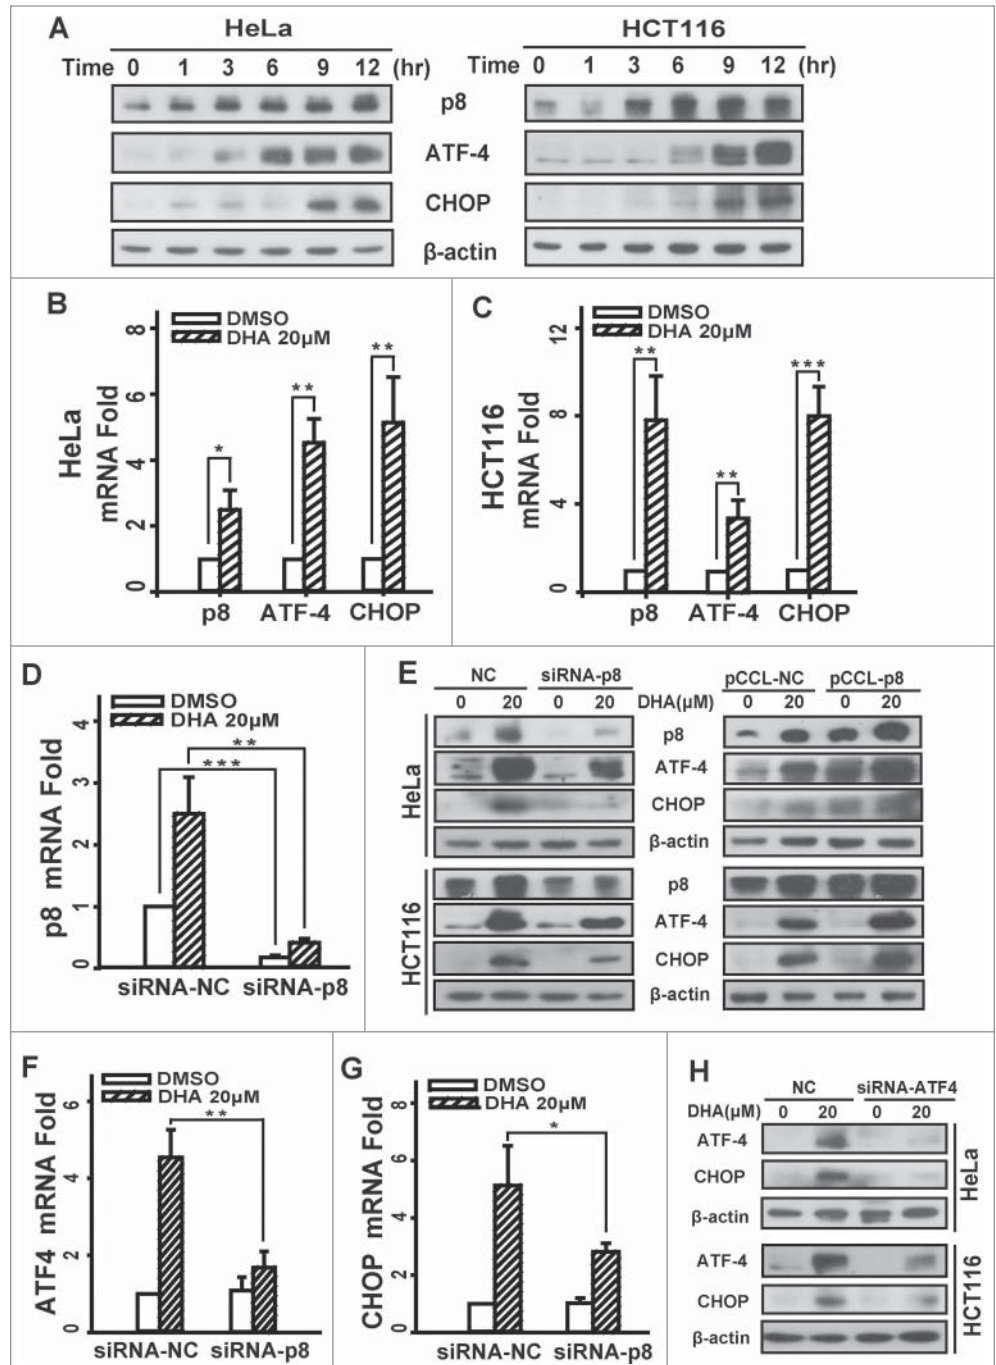 A
HeLa
HCT116
Time 0 1 3 6 9 12 (hr)
Time 0 1 3 6 9 12 (hr)
p8
ATF-4
CHOP
β-actin
B
DMSO
DHA 20μM
HeLa
mRNA Fold
0 2 4 6 8
* ** **
p8 ATF-4 CHOP
C
DMSO
DHA 20μM
HCT116
mRNA Fold
0 4 8 12
** ** ***
p8 ATF-4 CHOP
D
DMSO
DHA 20μM
p8 mRNA Fold
0 1 2 3 4
**
***
siRNA-NC siRNA-p8
E
NC siRNA-p8 pCCL-NC pCCL-p8
0 20 0 20 DHA(μM) 0 20 0 20
HeLa
p8
ATF-4
CHOP
β-actin
HCT116
p8
ATF-4
CHOP
β-actin
F
DMSO
DHA 20μM
ATF4 mRNA Fold
0 2 4 6
**
siRNA-NC siRNA-p8
G
DMSO
DHA 20μM
CHOP mRNA Fold
0 2 4 6 8
*
siRNA-NC siRNA-p8
H
NC siRNA-ATF4
DHA(μM) 0 20 0 20
ATF-4
CHOP
β-actin
HeLa
ATF-4
CHOP
β-actin
HCT116